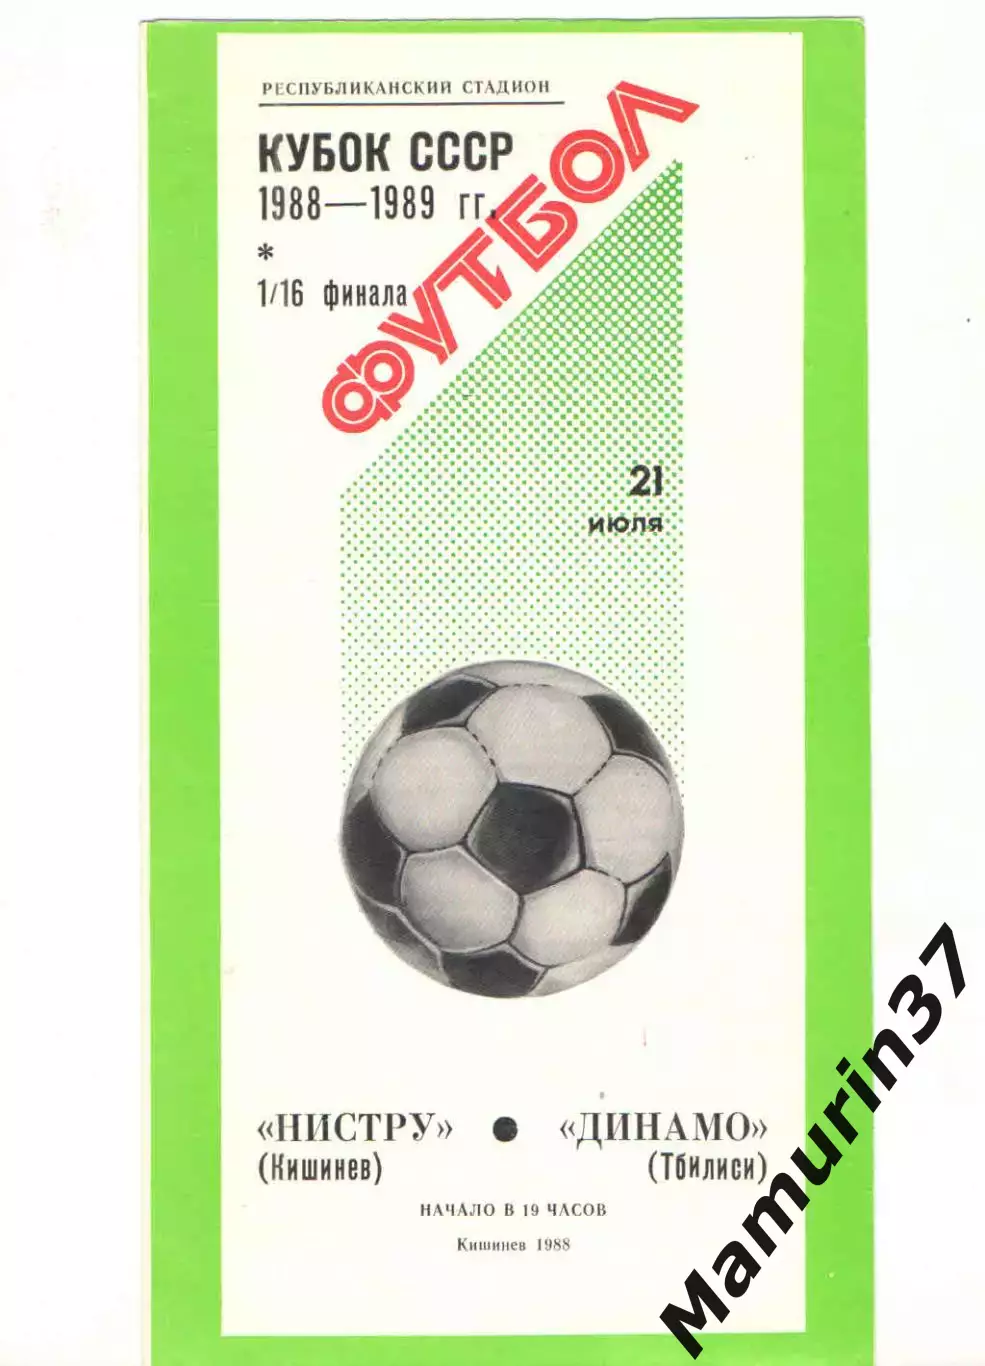 РЕСПУБЛИКАНСКИЙ СТАДИОН
КУБОК СССР
1988—1989 гг.
*
1/16 финала
ФУТБОЛ
21
ИЮЛЯ
«НИСТРУ» ● «ДИНАМО»
(Кишинев) (Тбилиси)
НАЧАЛО В 19 ЧАСОВ
Кишинев 1988
Mamurin37